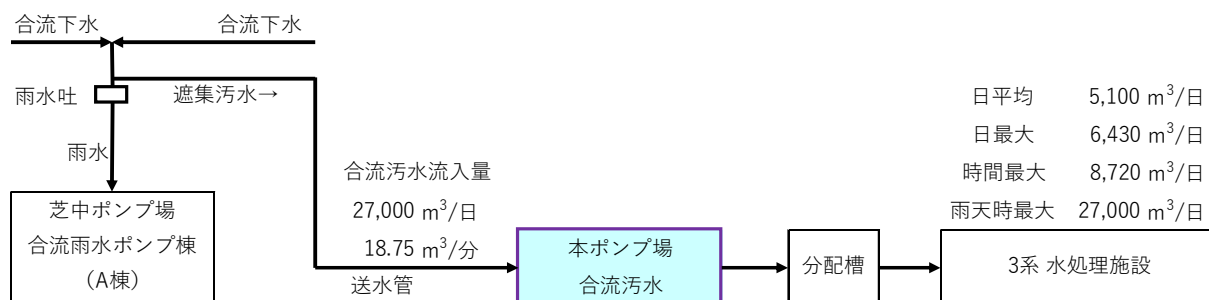 合流下水
合流下水
雨水吐
遮集汚水→
雨水
芝中ポンプ場
合流雨水ポンプ棟
（A棟）
合流汚水流入量
27,000 m³/日
18.75 m³/分
送水管
本ポンプ場
合流汚水
分配槽
日平均 5,100 m³/日
日最大 6,430 m³/日
時間最大 8,720 m³/日
雨天時最大 27,000 m³/日
3系 水処理施設